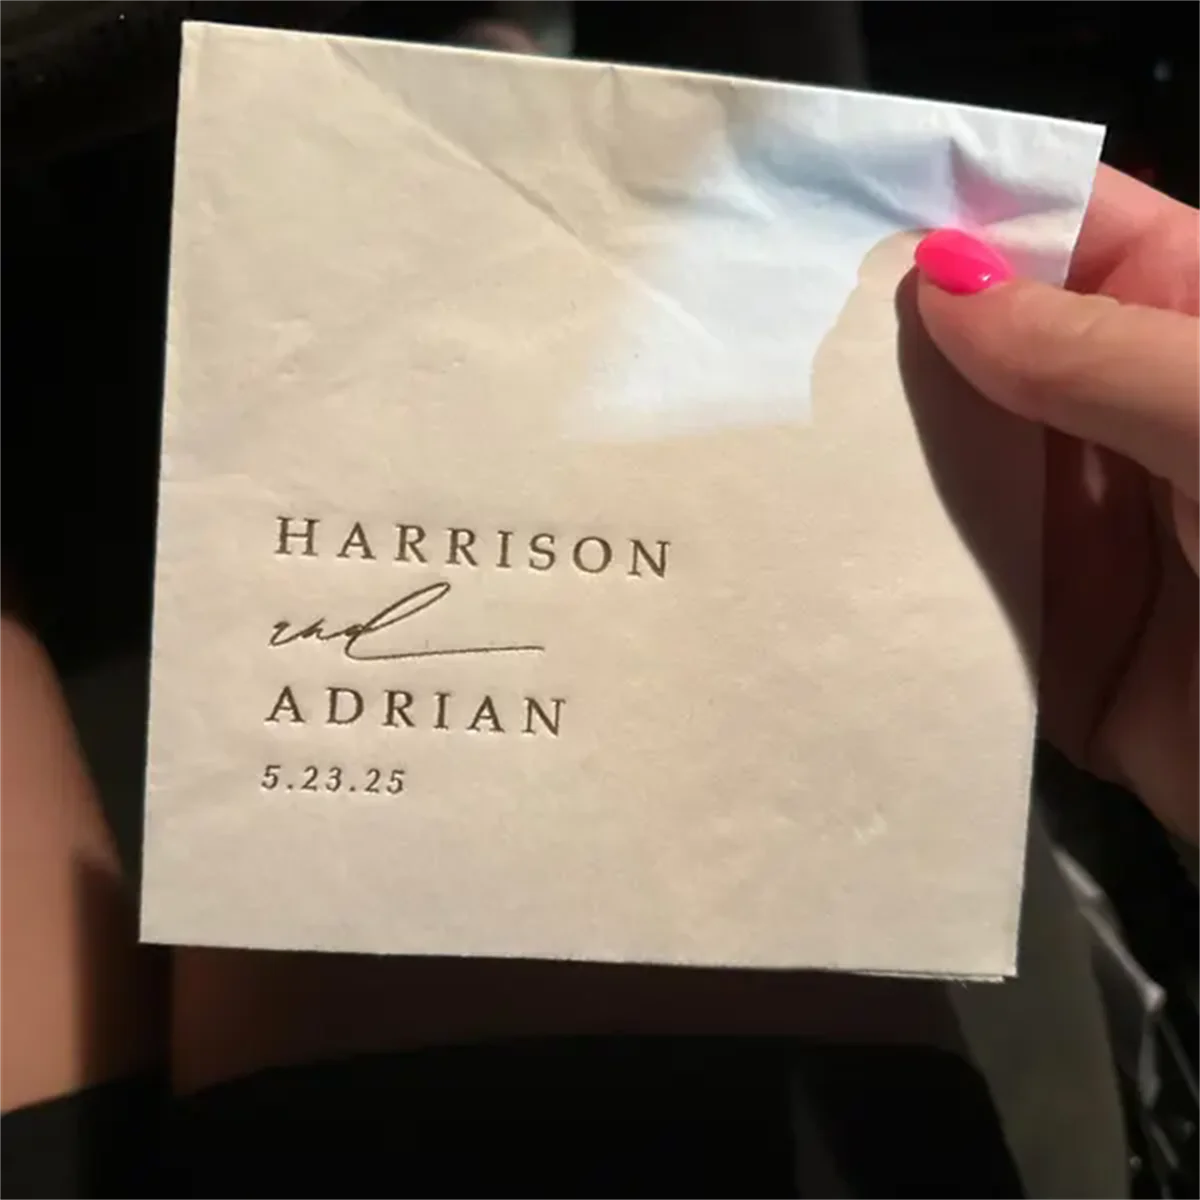 HARRISON
and
ADRIAN
5.23.25